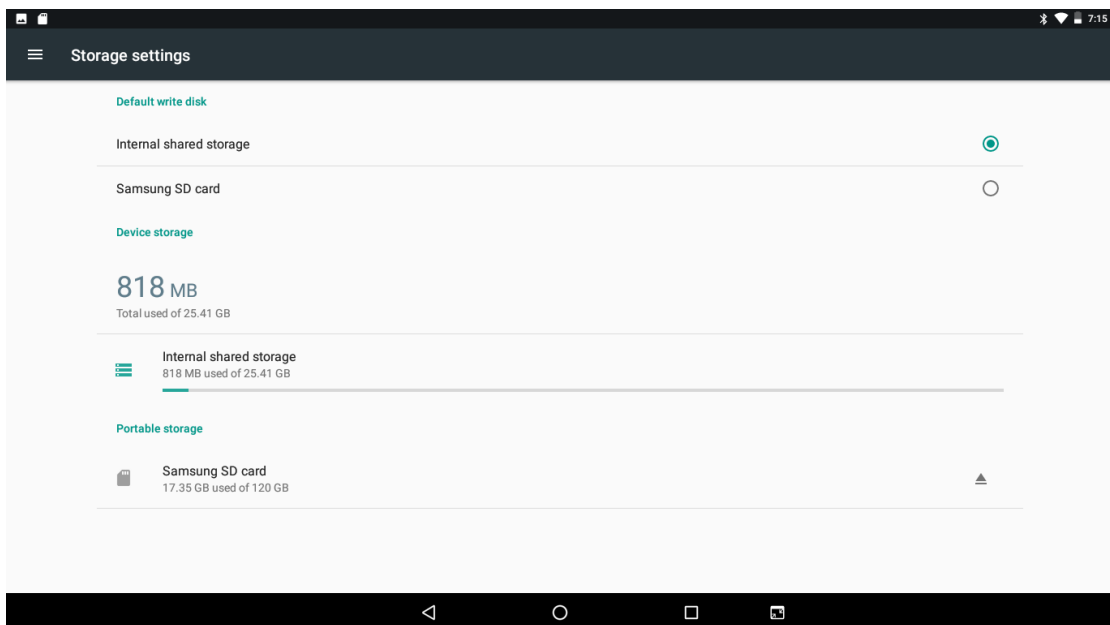 7:15
Storage settings
Default write disk
Internal shared storage
Samsung SD card
Device storage
818 MB
Total used of 25.41 GB
Internal shared storage
818 MB used of 25.41 GB
Portable storage
Samsung SD card
17.35 GB used of 120 GB